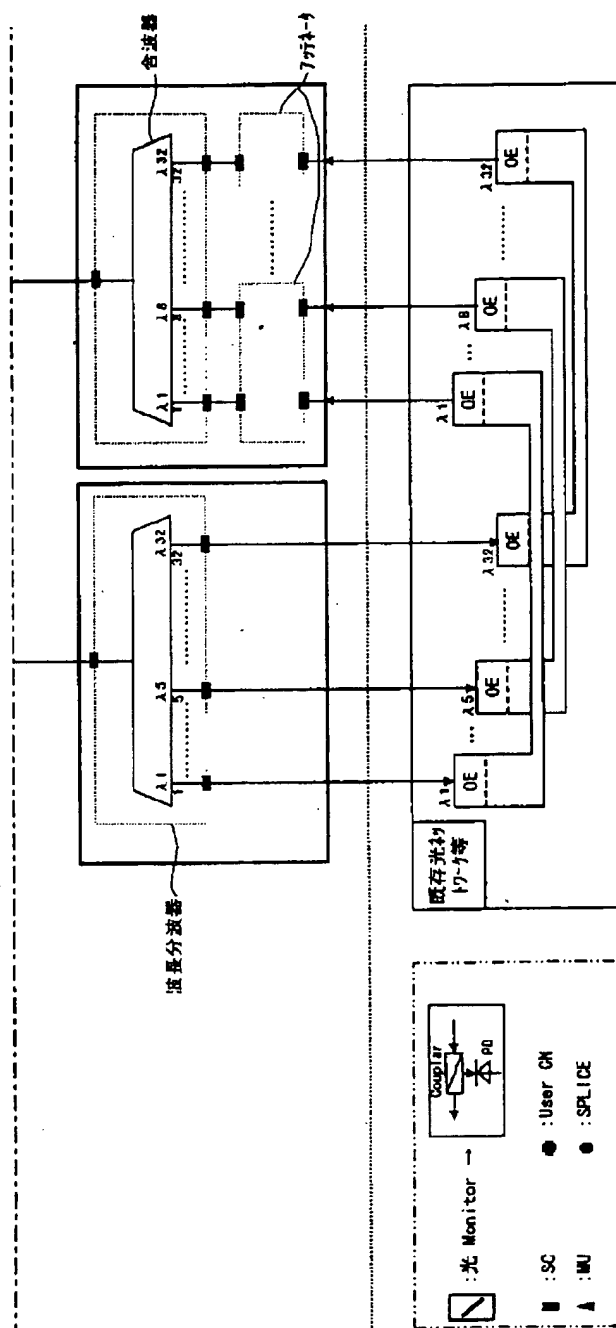 合波器
アッテネータ
λ1
1
λ8
8
λ32
32
波長分波器
λ1
1
λ5
5
λ32
32
λ1
OE
λ5
OE
λ32
OE
λ1
OE
λ8
OE
λ32
OE
既存光ネッ
トワーク等
:光 Monitor →
Couplar
PD
:SC
:User CN
:MU
:SPLICE